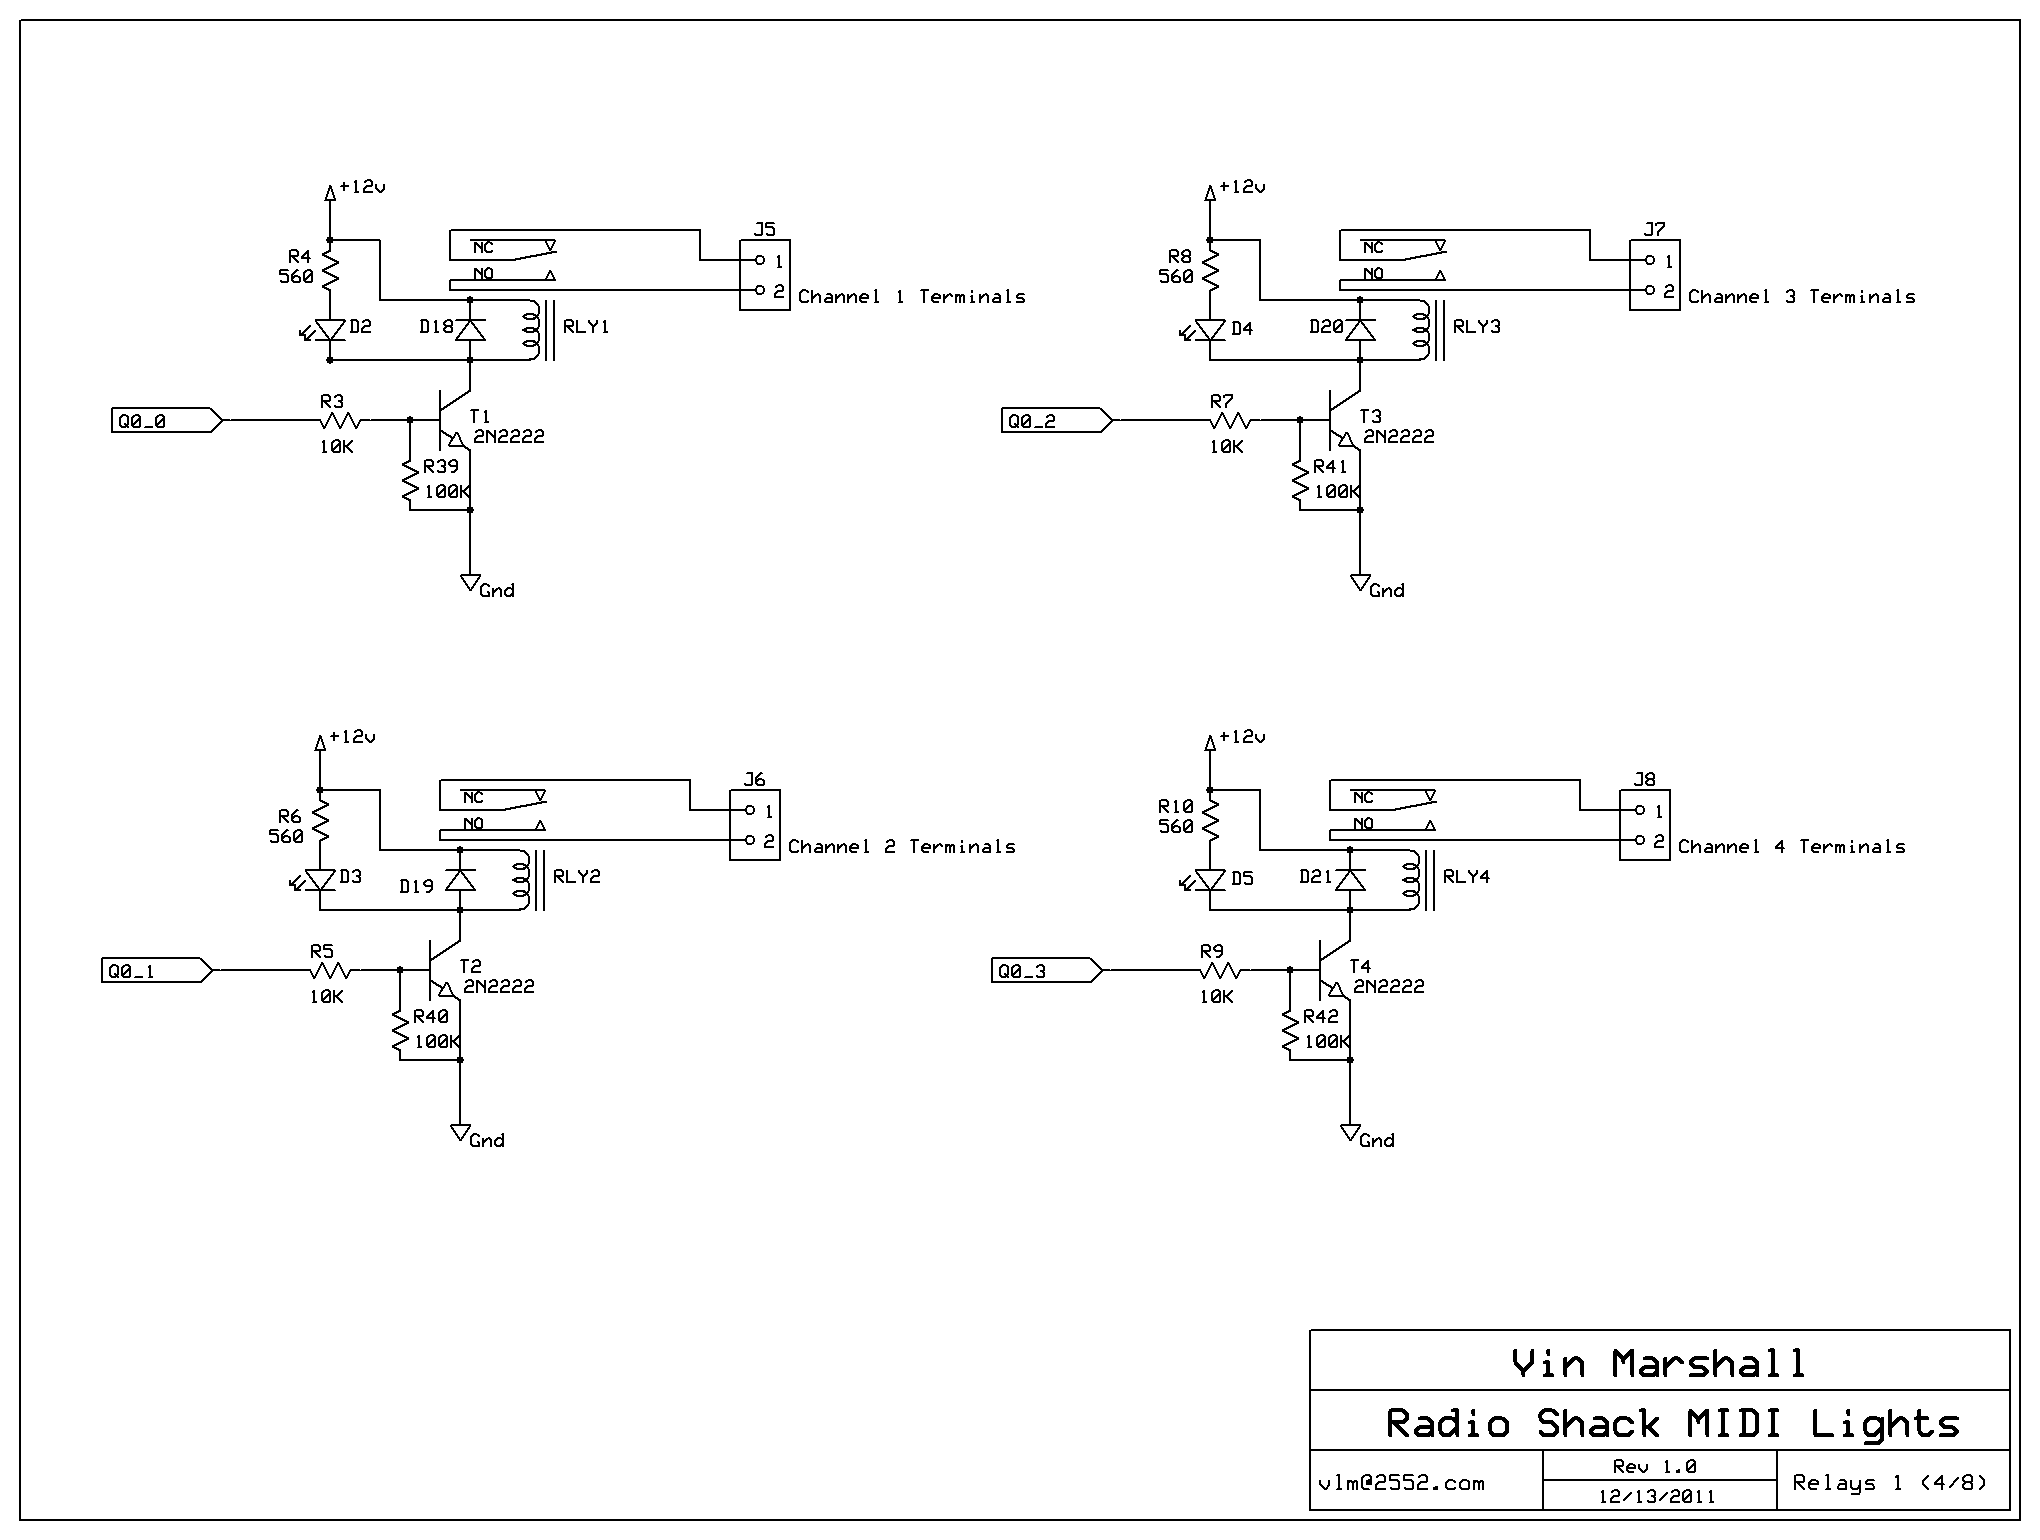 +12v
NC
NO
J5
1
2
Channel 1 Terminals
R4
560
D2
D18
RLY1
Q0_0
R3
10K
T1
2N2222
R39
100K
Gnd
+12v
NC
NO
J7
1
2
Channel 3 Terminals
R8
560
D4
D20
RLY3
Q0_2
R7
10K
T3
2N2222
R41
100K
Gnd
+12v
NC
NO
J6
1
2
Channel 2 Terminals
R6
560
D3
D19
RLY2
Q0_1
R5
10K
T2
2N2222
R40
100K
Gnd
+12v
NC
NO
J8
1
2
Channel 4 Terminals
R10
560
D5
D21
RLY4
Q0_3
R9
10K
T4
2N2222
R42
100K
Gnd
Vin Marshall
Radio Shack MIDI Lights
vlm@2552.com
Rev 1.0
12/13/2011
Relays 1 (4/8)